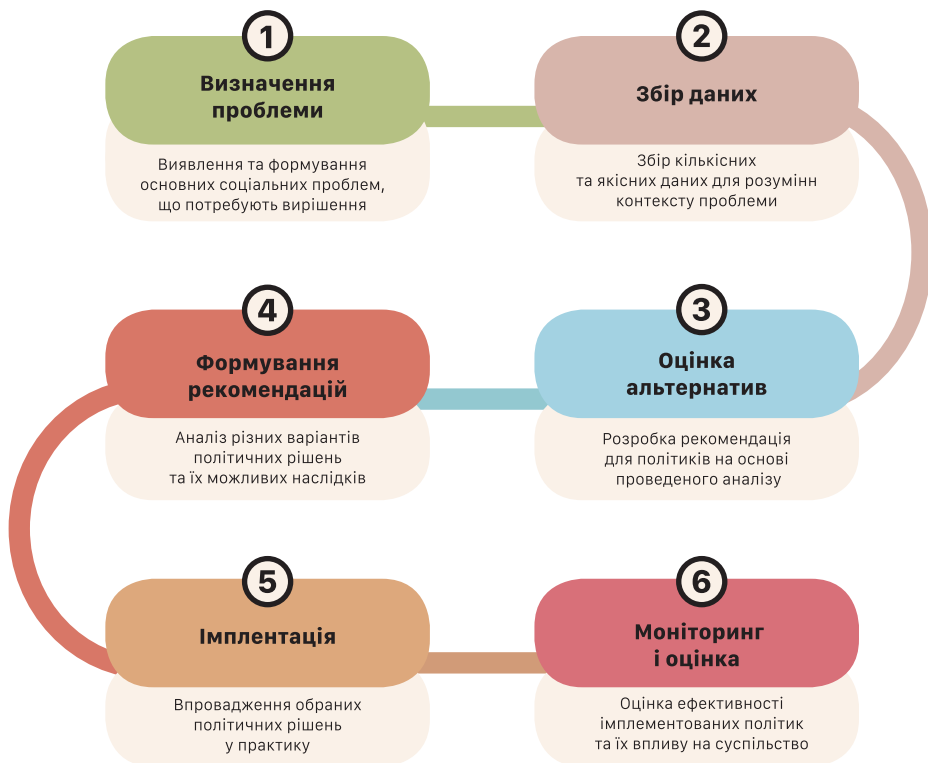 1
Визначення
проблеми
Виявлення та формування
основних соціальних проблем,
що потребують вирішення
2
Збір даних
Збір кількісних
та якісних даних для розумінн
контексту проблеми
3
Оцінка
альтернатив
Розробка рекомендація
для політиків на основі
проведеного аналізу
4
Формування
рекомендацій
Аналіз різних варіантів
політичних рішень
та їх можливих наслідків
5
Імплентація
Впровадження обраних
політичних рішень
у практику
6
Моніторинг
і оцінка
Оцінка ефективності
імплементованих політик
та їх впливу на суспільство